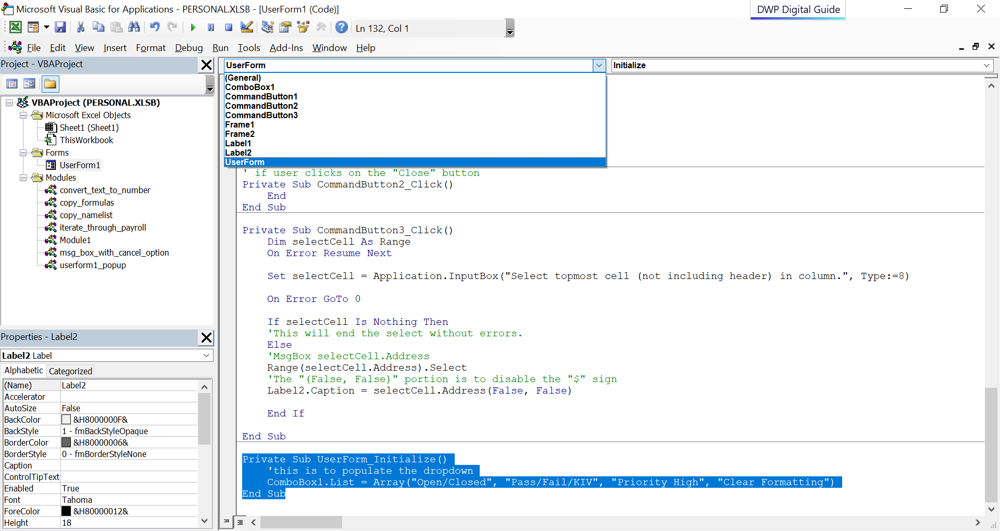 Microsoft Visual Basic for Applications - PERSONAL.XLSB - [UserForm1 (Code)]
DWP Digital Guide
Ln 132, Col 1
File Edit View Insert Format Debug Run Tools Add-Ins Window Help
Project - VBAProject
VBAProject (PERSONAL.XLSB)
Microsoft Excel Objects
Sheet1 (Sheet1)
ThisWorkbook
Forms
UserForm1
Modules
convert_text_to_number
copy_formulas
copy_namelist
iterate_through_payroll
Module1
msg_box_with_cancel_option
userform1_popup
Properties - Label2
Label2 Label
Alphabetic Categorized
(Name) Label2
Accelerator
AutoSize False
BackColor &H8000000F&
BackStyle 1 - fmBackStyleOpaque
BorderColor &H80000006&
BorderStyle 0 - fmBorderStyleNone
Caption
ControlTipText
Enabled True
Font Tahoma
ForeColor &H80000012&
Height 18
UserForm
Initialize
(General)
ComboBox1
CommandButton1
CommandButton2
CommandButton3
Frame1
Frame2
Label1
Label2
UserForm
' if user clicks on the "Close" button
Private Sub CommandButton2_Click()
End
End Sub
Private Sub CommandButton3_Click()
Dim selectCell As Range
On Error Resume Next
Set selectCell = Application.InputBox("Select topmost cell (not including header) in column.", Type:=8)
On Error GoTo 0
If selectCell Is Nothing Then
'This will end the select without errors.
Else
'MsgBox selectCell.Address
Range(selectCell.Address).Select
'The "(False, False)" portion is to disable the "$" sign
Label2.Caption = selectCell.Address(False, False)
End If
End Sub
Private Sub UserForm_Initialize()
'this is to populate the dropdown
ComboBox1.List = Array("Open/Closed", "Pass/Fail/KIV", "Priority High", "Clear Formatting")
End Sub